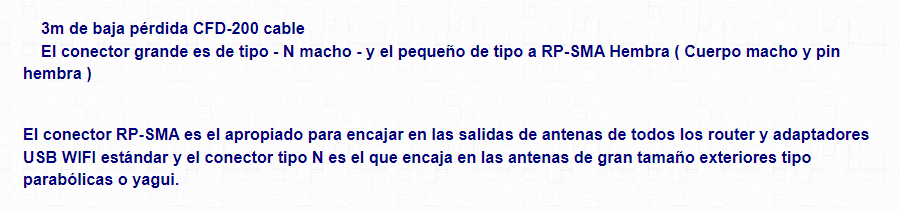 3m de baja pérdida CFD-200 cable
El conector grande es de tipo - N macho - y el pequeño de tipo a RP-SMA Hembra ( Cuerpo macho y pin
hembra )
El conector RP-SMA es el apropiado para encajar en las salidas de antenas de todos los router y adaptadores
USB WIFI estándar y el conector tipo N es el que encaja en las antenas de gran tamaño exteriores tipo
parabólicas o yagui.